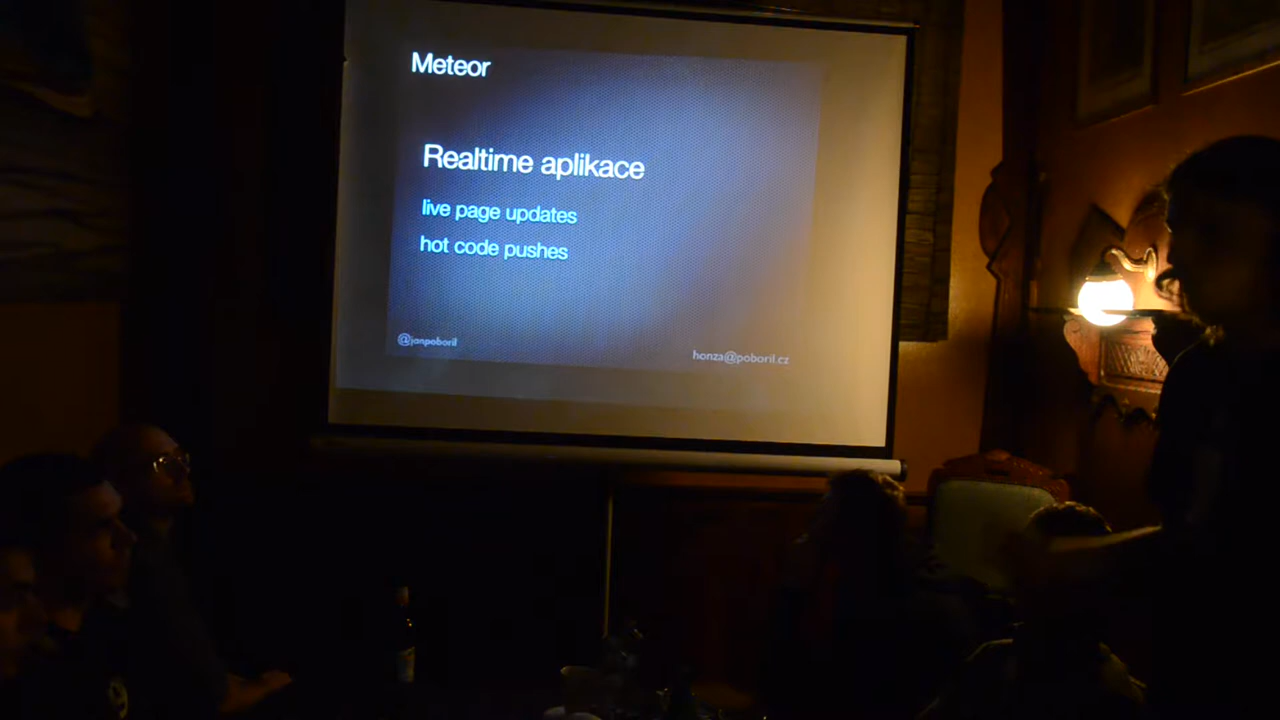 Meteor
Realtime aplikace
live page updates
hot code pushes
@janpoboril
honza@poboril.cz